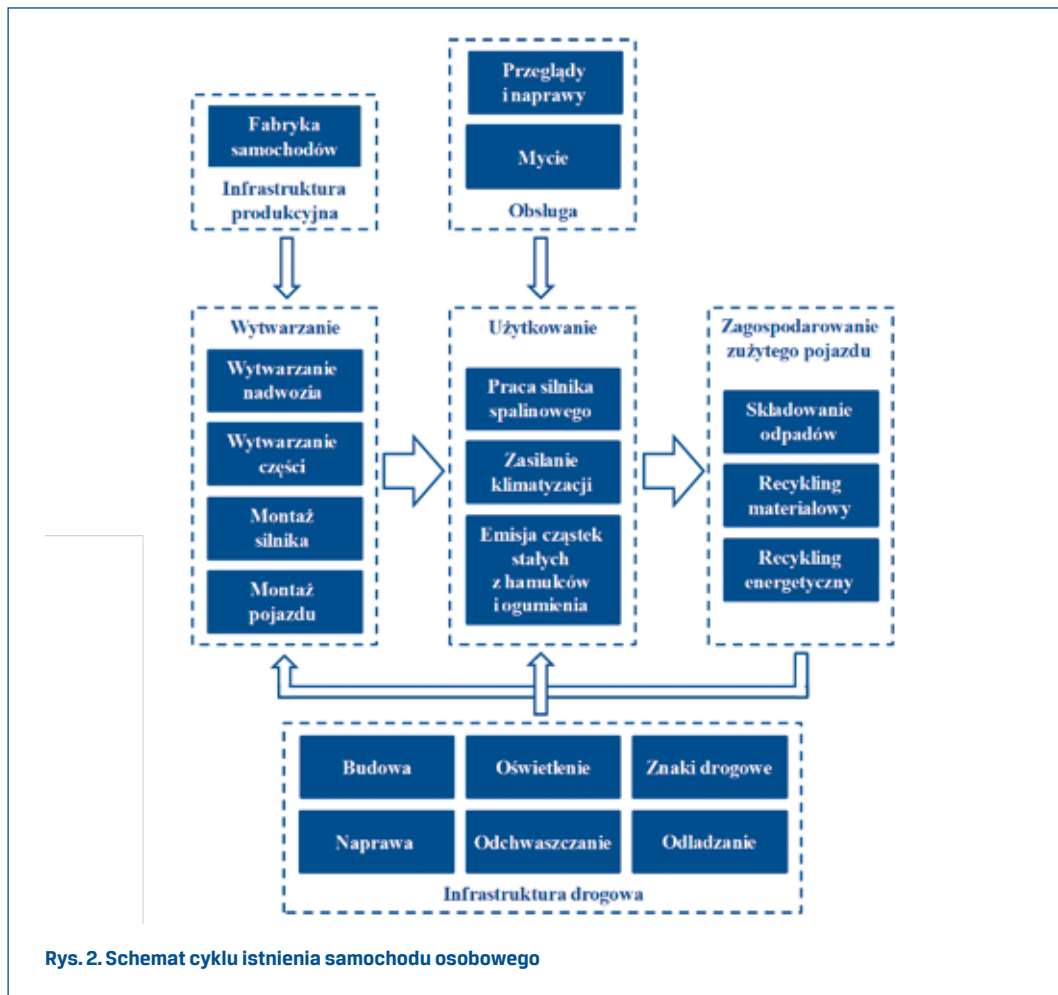 Przeglądy
i naprawy
Mycie
Obsługa
Fabryka
samochodów
Infrastruktura
produkcyjna
Wytwarzanie
Wytwarzanie
nadwozia
Wytwarzanie
części
Montaż
silnika
Montaż
pojazdu
Użytkowanie
Praca silnika
spalinowego
Zasilanie
klimatyzacji
Emisja cząstek
stałych
z hamulców
i ogumienia
Zagospodarowanie
zużytego pojazdu
Składowanie
odpadów
Recykling
materiałowy
Recykling
energetyczny
Budowa
Oświetlenie
Znaki drogowe
Naprawa
Odchwaszczanie
Odladzanie
Infrastruktura drogowa
Rys. 2. Schemat cyklu istnienia samochodu osobowego